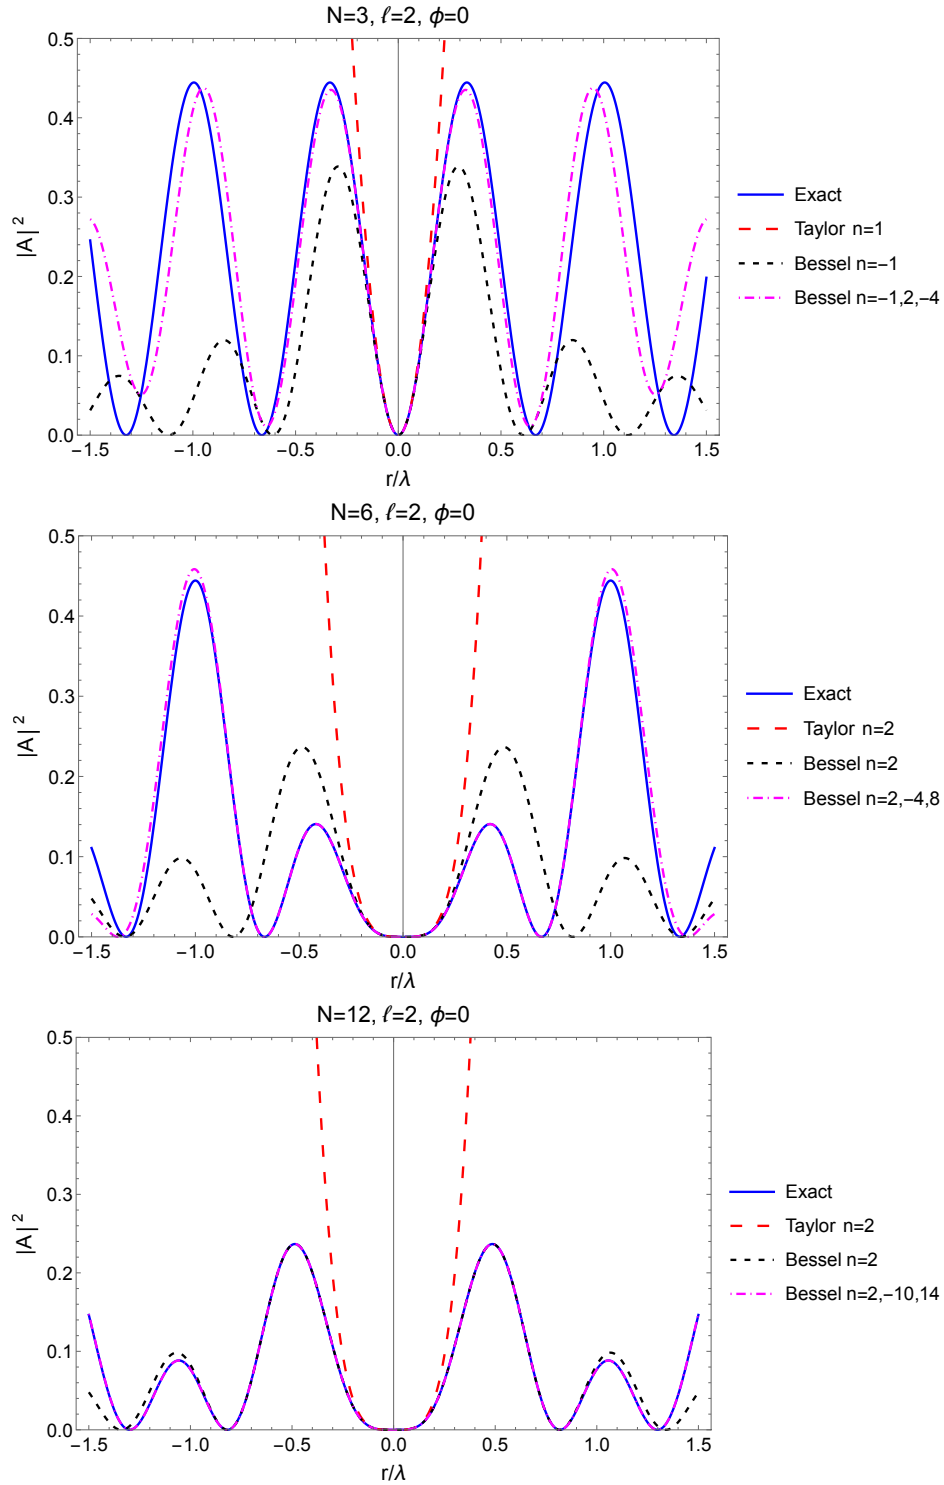 N=3, ℓ=2, ϕ=0
0.5
0.4
0.3
0.2
0.1
0.0
|A|²
−1.5 −1.0 −0.5 0.0 0.5 1.0 1.5
r/λ
Exact
Taylor n=1
Bessel n=−1
Bessel n=−1,2,−4
N=6, ℓ=2, ϕ=0
0.5
0.4
0.3
0.2
0.1
0.0
|A|²
−1.5 −1.0 −0.5 0.0 0.5 1.0 1.5
r/λ
Exact
Taylor n=2
Bessel n=2
Bessel n=2,−4,8
N=12, ℓ=2, ϕ=0
0.5
0.4
0.3
0.2
0.1
0.0
|A|²
−1.5 −1.0 −0.5 0.0 0.5 1.0 1.5
r/λ
Exact
Taylor n=2
Bessel n=2
Bessel n=2,−10,14